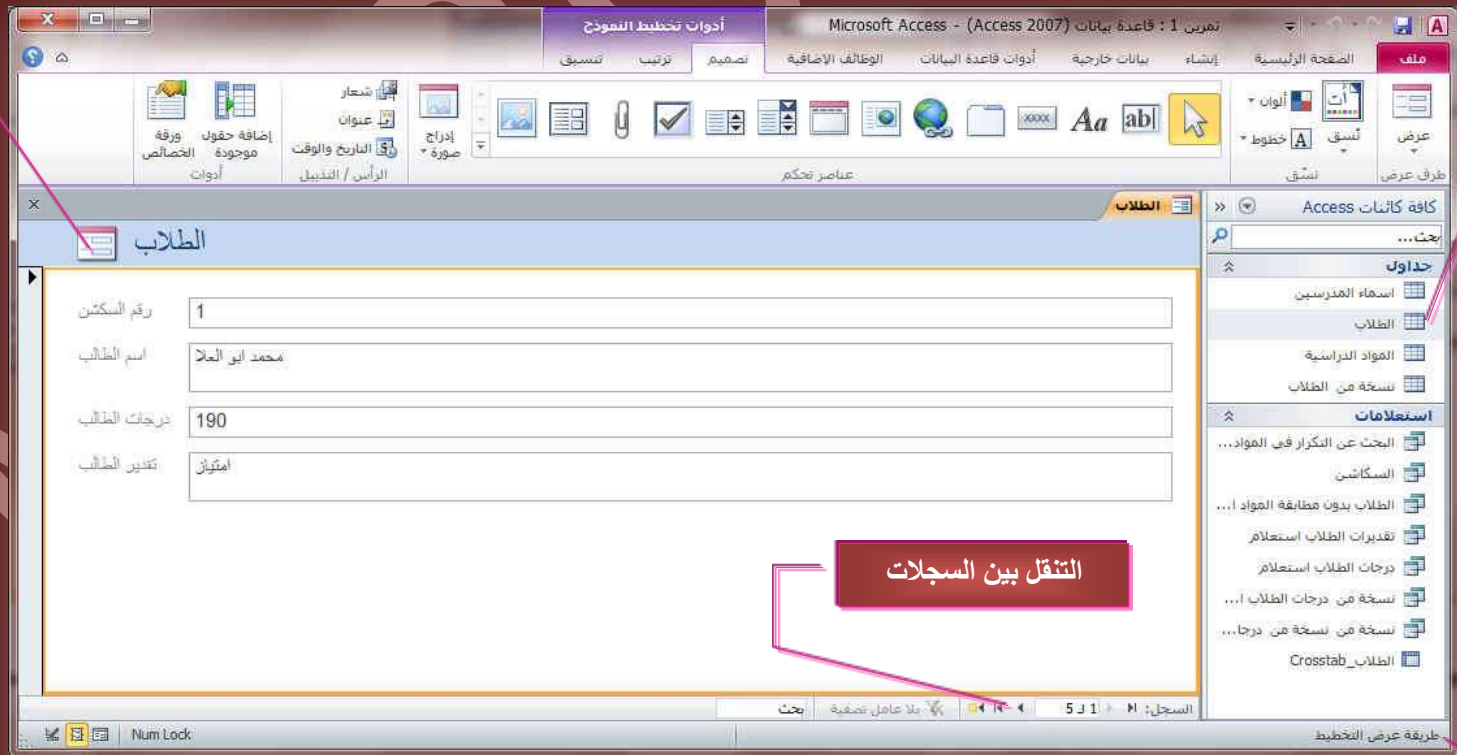 تمرين 1 : قاعدة بيانات (Access 2007) - Microsoft Access
أدوات تخطيط النموذج
ملف
الصفحة الرئيسية
إنشاء
بيانات خارجية
أدوات قاعدة البيانات
الوظائف الإضافية
تصميم
ترتيب
تنسيق
عرض
طرق عرض
نُسق
ألوان
خطوط
نسّق
Aa
ab
xxxx
عناصر تحكم
إدراج صورة
شعار
عنوان
التاريخ والوقت
الرأس / التذييل
إضافة حقول موجودة
ورقة الخصائص
أدوات
كافة كائنات Access
بحث...
جداول
اسماء المدرسين
الطلاب
المواد الدراسية
نسخة من الطلاب
استعلامات
البحث عن التكرار في المواد...
السكاشن
الطلاب بدون مطابقة المواد ا...
تقديرات الطلاب استعلام
درجات الطلاب استعلام
نسخة من درجات الطلاب ا...
نسخة من نسخة من درجا...
الطلاب_Crosstab
الطلاب
الطلاب
رقم السكشن 1
اسم الطالب محمد ابو العلا
درجات الطالب 190
تقدير الطالب امتياز
التنقل بين السجلات
السجل: 1 لـ 5 بلا عامل تصفية بحث
طريقة عرض التخطيط
Num Lock